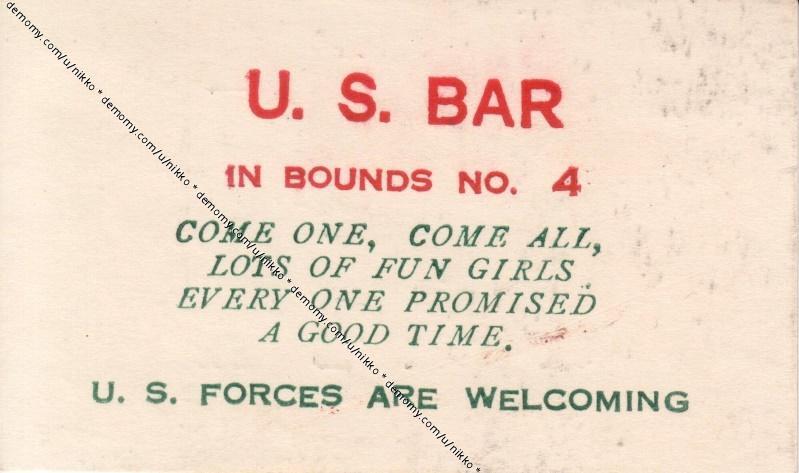 U. S. BAR
IN BOUNDS NO. 4
COME ONE, COME ALL,
LOTS OF FUN GIRLS
EVERY ONE PROMISED
A GOOD TIME.
U. S. FORCES ARE WELCOMING
demomy.com/u/nikko * demomy.com/u/nikko * demomy.com/u/nikko * demomy.com/u/nikko * demomy.com/u/nikko *